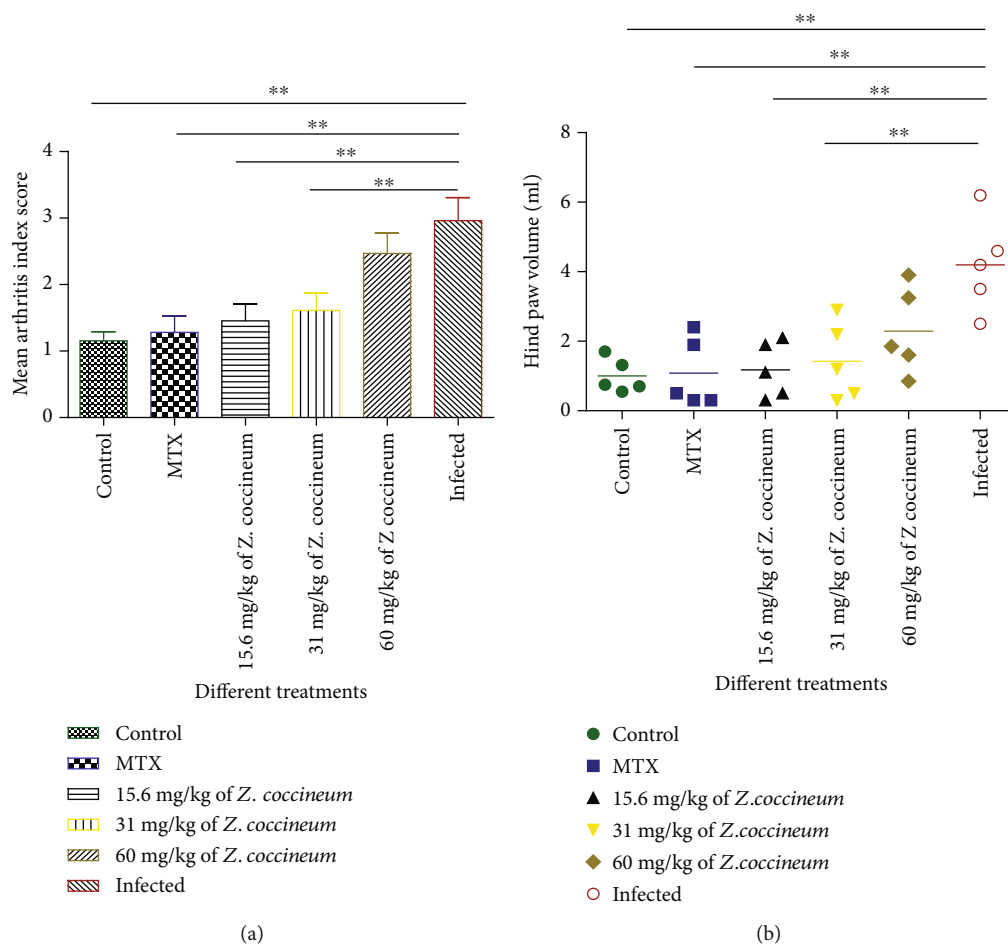 **
**
**
**
4
3
2
1
0
Mean arthritis index score
Control
MTX
15.6 mg/kg of Z. coccineum
31 mg/kg of Z. coccineum
60 mg/kg of Z coccineum
Infected
Different treatments
Control
MTX
15.6 mg/kg of Z. coccineum
31 mg/kg of Z. coccineum
60 mg/kg of Z. coccineum
Infected
(a)
**
**
**
**
8
6
4
2
0
Hind paw volume (ml)
Control
MTX
15.6 mg/kg of Z. coccineum
31 mg/kg of Z. coccineum
60 mg/kg of Z coccineum
Infected
Different treatments
Control
MTX
15.6 mg/kg of Z.coccineum
31 mg/kg of Z.coccineum
60 mg/kg of Z.coccineum
Infected
(b)